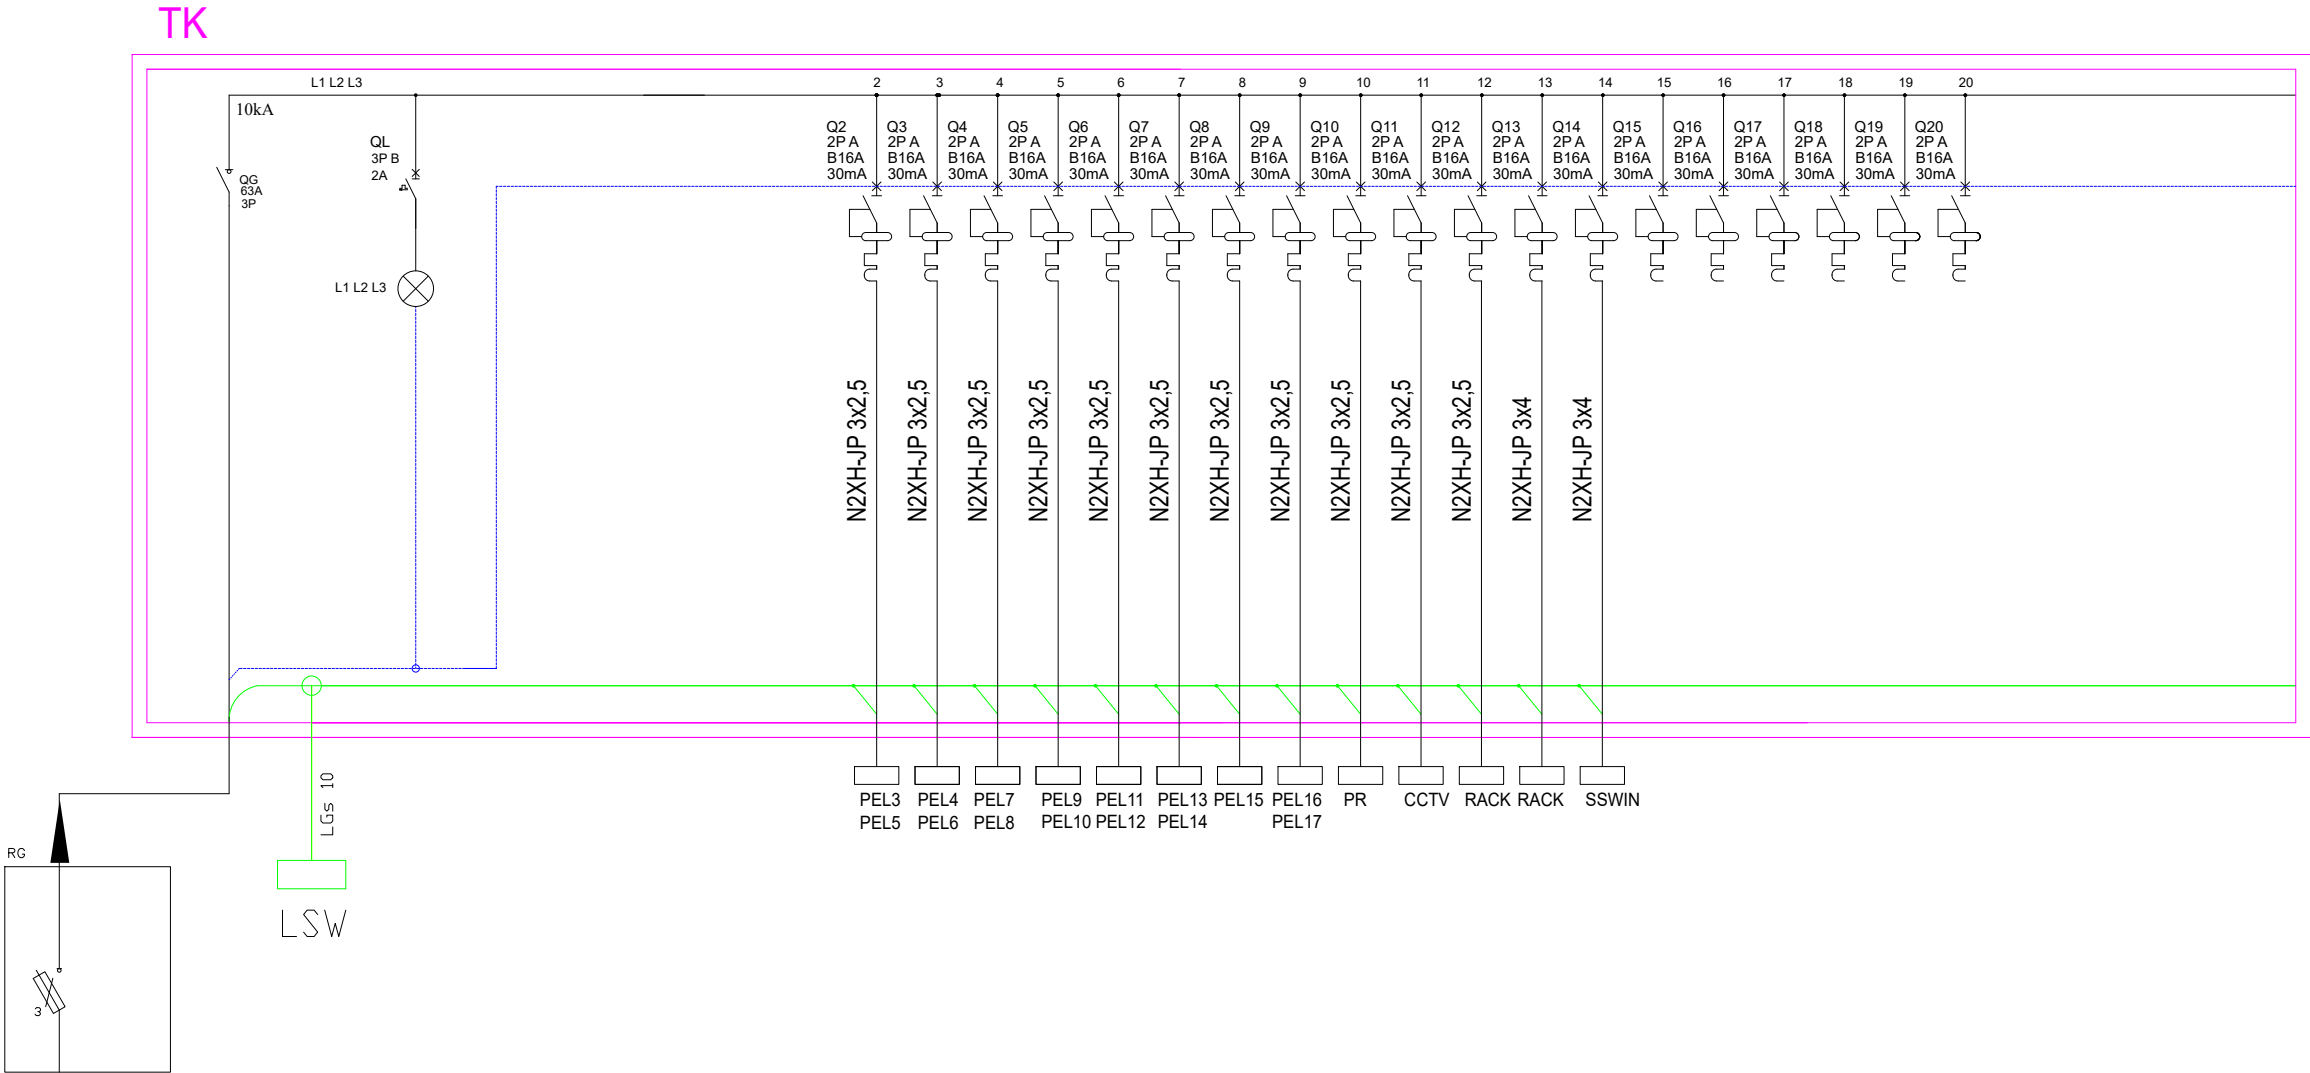 TK
L1 L2 L3
2 3 4 5 6 7 8 9 10 11 12 13 14 15 16 17 18 19 20
10kA
QG
63A
3P
QL
3P B
2A
L1 L2 L3
Q2 Q3 Q4 Q5 Q6 Q7 Q8 Q9 Q10 Q11 Q12 Q13 Q14 Q15 Q16 Q17 Q18 Q19 Q20
2P A 2P A 2P A 2P A 2P A 2P A 2P A 2P A 2P A 2P A 2P A 2P A 2P A 2P A 2P A 2P A 2P A 2P A 2P A
B16A B16A B16A B16A B16A B16A B16A B16A B16A B16A B16A B16A B16A B16A B16A B16A B16A B16A B16A
30mA 30mA 30mA 30mA 30mA 30mA 30mA 30mA 30mA 30mA 30mA 30mA 30mA 30mA 30mA 30mA 30mA 30mA 30mA
N2XH-JP 3x2,5
N2XH-JP 3x2,5
N2XH-JP 3x2,5
N2XH-JP 3x2,5
N2XH-JP 3x2,5
N2XH-JP 3x2,5
N2XH-JP 3x2,5
N2XH-JP 3x2,5
N2XH-JP 3x2,5
N2XH-JP 3x2,5
N2XH-JP 3x2,5
N2XH-JP 3x4
N2XH-JP 3x4
PEL3 PEL4 PEL7 PEL9 PEL11 PEL13 PEL15 PEL16 PR CCTV RACK RACK SSWIN
PEL5 PEL6 PEL8 PEL10 PEL12 PEL14 PEL17
LGs 10
LSW
RG
3